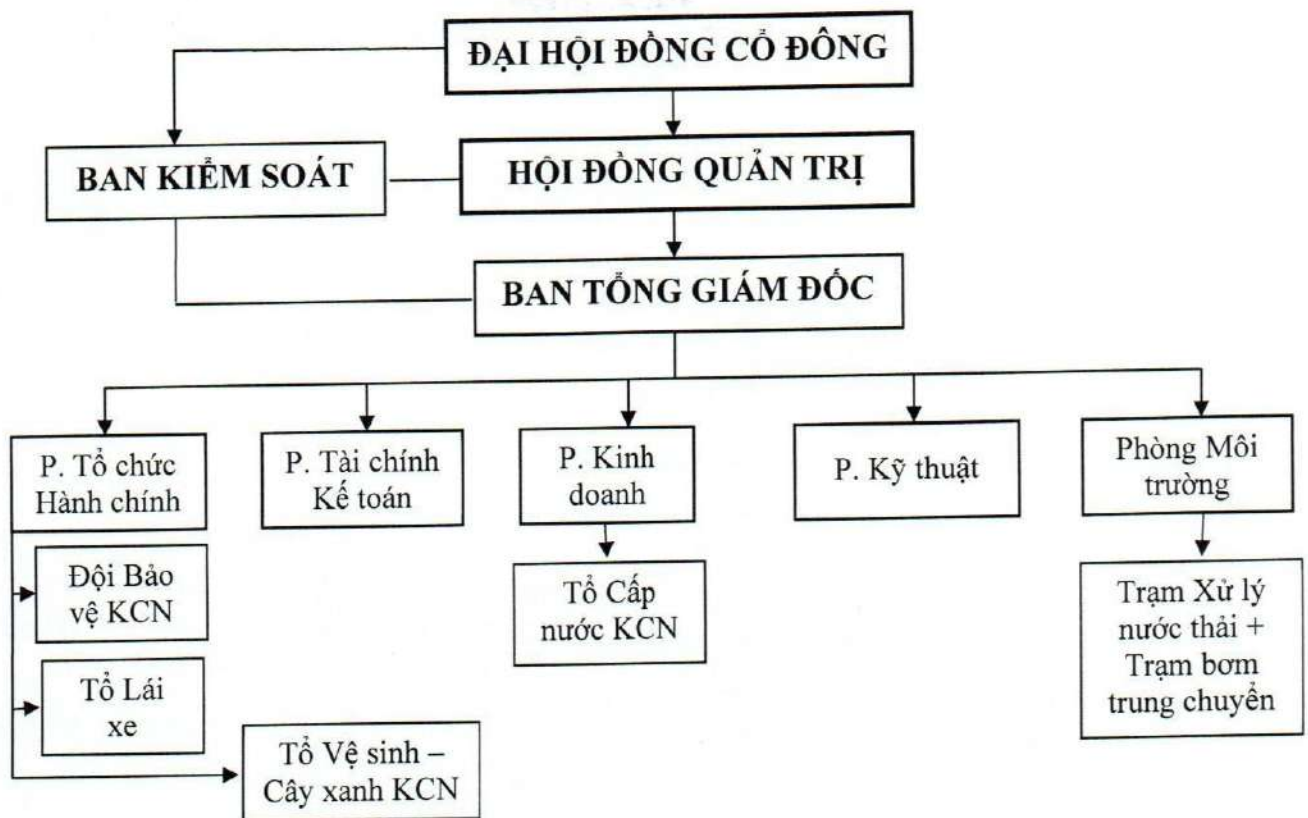 ĐẠI HỘI ĐỒNG CỔ ĐÔNG
BAN KIỂM SOÁT
HỘI ĐỒNG QUẢN TRỊ
BAN TỔNG GIÁM ĐỐC
P. Tổ chức
Hành chính
P. Tài chính
Kế toán
P. Kinh
doanh
P. Kỹ thuật
Phòng Môi
trường
Đội Bảo
vệ KCN
Tổ Lái
xe
Tổ Vệ sinh –
Cây xanh KCN
Tổ Cấp
nước KCN
Trạm Xử lý
nước thải +
Trạm bơm
trung chuyển